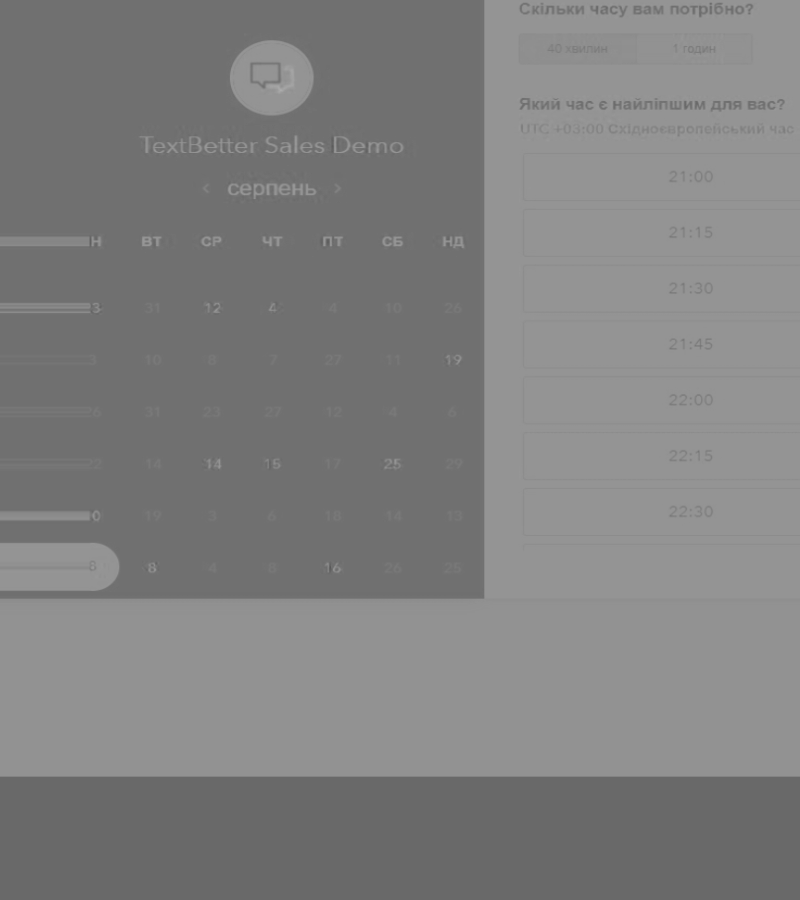 Скільки часу вам потрібно?
40 хвилин 1 годин
TextBetter Sales Demo
< серпень >
Н ВТ СР ЧТ ПТ СБ НД
3 31 12 4 4 10 26
3 10 8 7 27 11 19
6 31 23 27 12 4 6
2 14 14 15 17 25 29
0 19 3 6 18 14 13
8 8 4 8 16 26 25
Який час є найліпшим для вас?
UTC +03:00 Східноєвропейський час
21:00
21:15
21:30
21:45
22:00
22:15
22:30